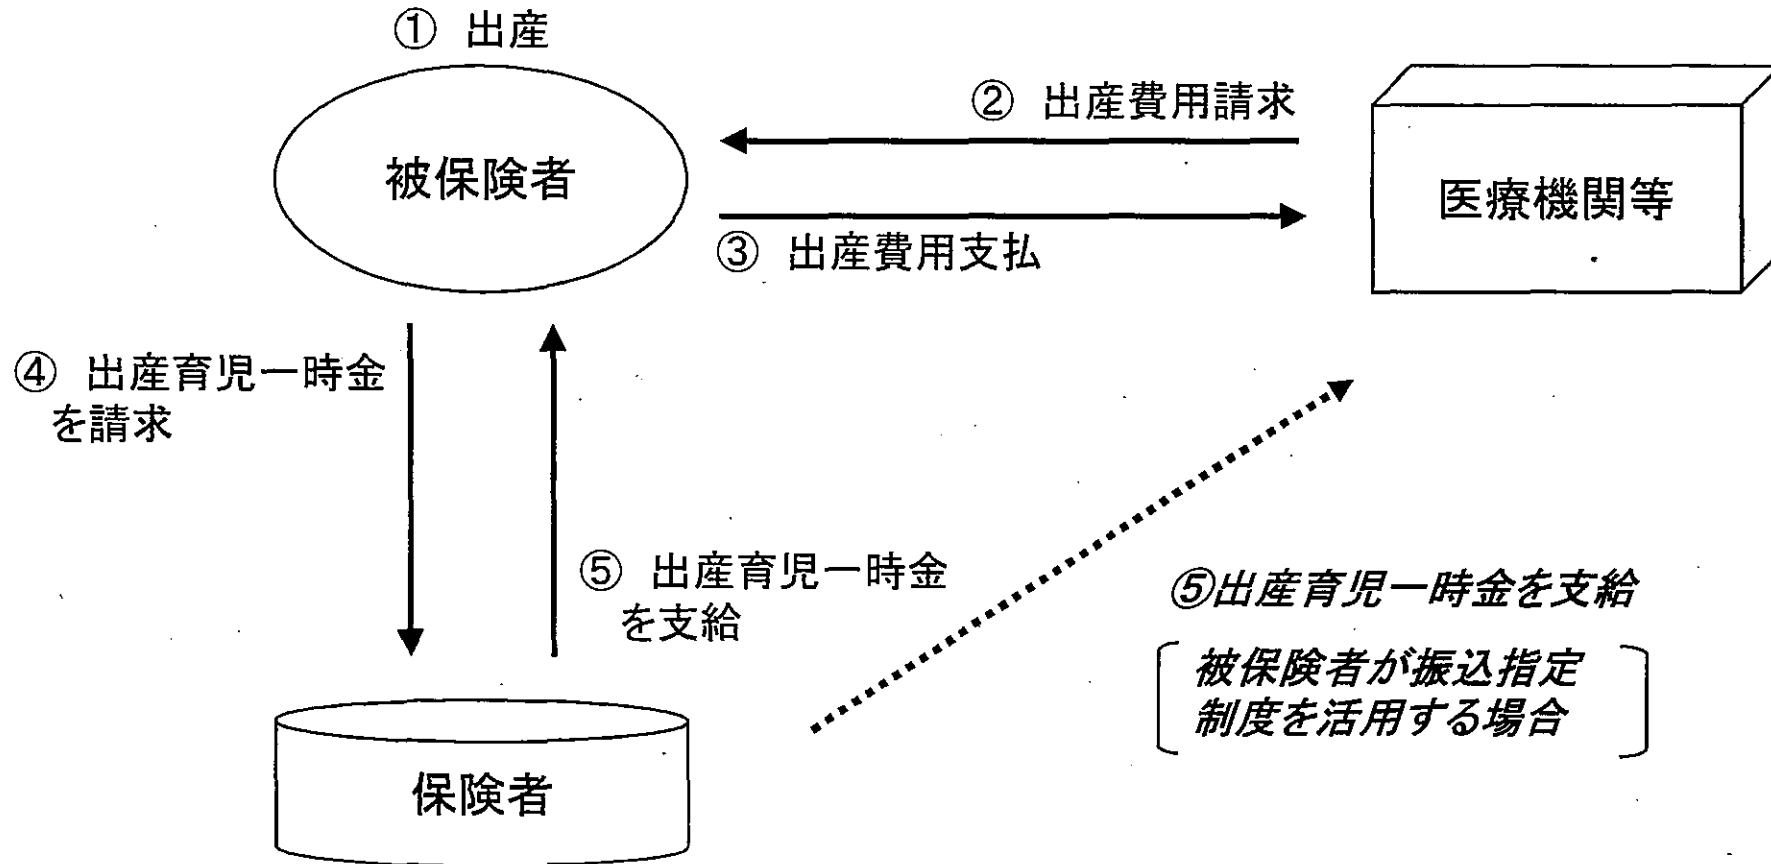 ① 出産
② 出産費用請求
被保険者
医療機関等
③ 出産費用支払
④ 出産育児一時金
を請求
⑤ 出産育児一時金
を支給
⑤出産育児一時金を支給
被保険者が振込指定
制度を活用する場合
保険者